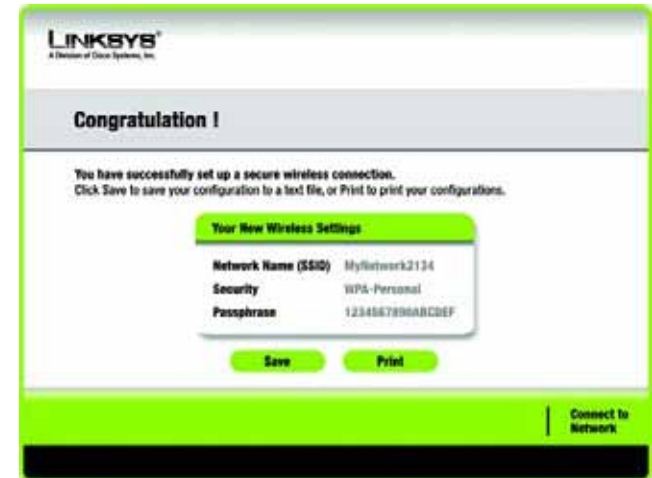 LINKSYS®
A Division of Cisco Systems, Inc.
Congratulation !
You have successfully set up a secure wireless connection.
Click Save to save your configuration to a text file, or Print to print your configurations.
Your New Wireless Settings
Network Name (SSID) MyNetwork2134
Security WPA-Personal
Passphrase 1234567890ABCDEF
Save Print
Connect to
Network